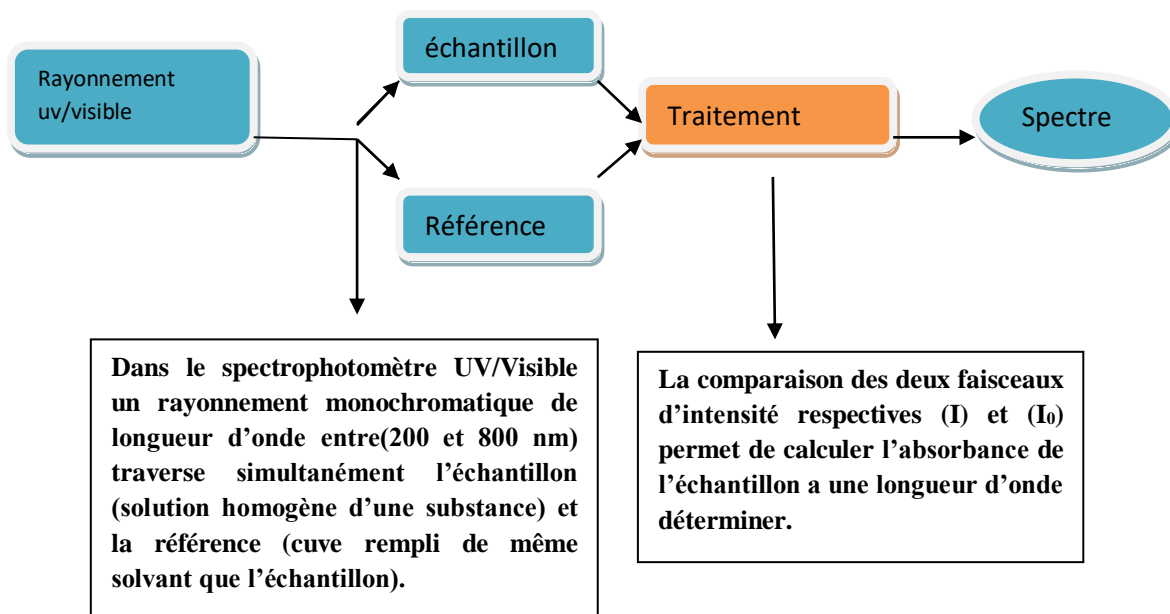 Rayonnement
uv/visible
échantillon
Référence
Traitement
Spectre
Dans le spectrophotomètre UV/Visible
un rayonnement monochromatique de
longueur d’onde entre(200 et 800 nm)
traverse simultanément l’échantillon
(solution homogène d’une substance) et
la référence (cuve rempli de même
solvant que l’échantillon).
La comparaison des deux faisceaux
d’intensité respectives (I) et (I₀)
permet de calculer l’absorbance de
l’échantillon a une longueur d’onde
déterminer.